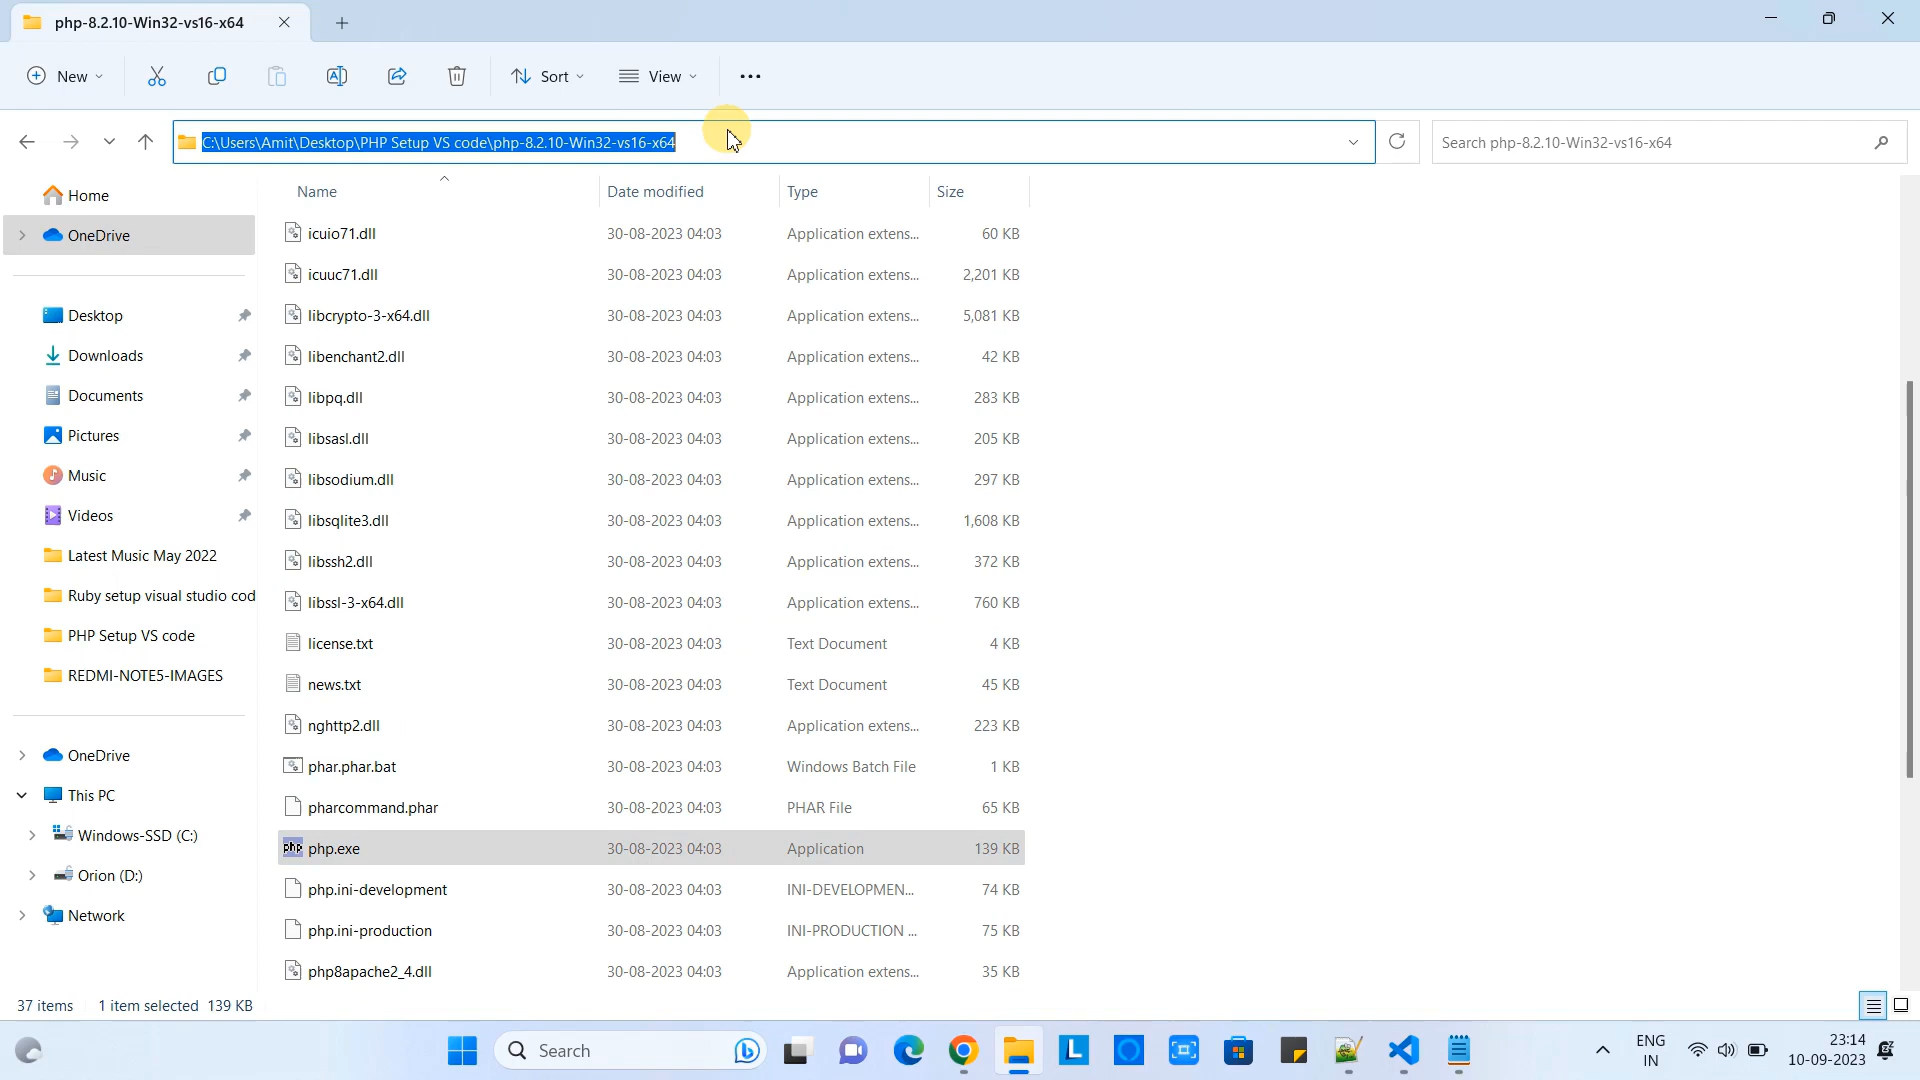 php-8.2.10-Win32-vs16-x64
New
Sort
View
C:\Users\Amit\Desktop\PHP Setup VS code\php-8.2.10-Win32-vs16-x64
Search php-8.2.10-Win32-vs16-x64
Home
OneDrive
Desktop
Downloads
Documents
Pictures
Music
Videos
Latest Music May 2022
Ruby setup visual studio cod
PHP Setup VS code
REDMI-NOTE5-IMAGES
OneDrive
This PC
Windows-SSD (C:)
Orion (D:)
Network
Name Date modified Type Size
icuio71.dll 30-08-2023 04:03 Application extens... 60 KB
icuuc71.dll 30-08-2023 04:03 Application extens... 2,201 KB
libcrypto-3-x64.dll 30-08-2023 04:03 Application extens... 5,081 KB
libenchant2.dll 30-08-2023 04:03 Application extens... 42 KB
libpq.dll 30-08-2023 04:03 Application extens... 283 KB
libsasl.dll 30-08-2023 04:03 Application extens... 205 KB
libsodium.dll 30-08-2023 04:03 Application extens... 297 KB
libsqlite3.dll 30-08-2023 04:03 Application extens... 1,608 KB
libssh2.dll 30-08-2023 04:03 Application extens... 372 KB
libssl-3-x64.dll 30-08-2023 04:03 Application extens... 760 KB
license.txt 30-08-2023 04:03 Text Document 4 KB
news.txt 30-08-2023 04:03 Text Document 45 KB
nghttp2.dll 30-08-2023 04:03 Application extens... 223 KB
phar.phar.bat 30-08-2023 04:03 Windows Batch File 1 KB
pharcommand.phar 30-08-2023 04:03 PHAR File 65 KB
php php.exe 30-08-2023 04:03 Application 139 KB
php.ini-development 30-08-2023 04:03 INI-DEVELOPMEN... 74 KB
php.ini-production 30-08-2023 04:03 INI-PRODUCTION ... 75 KB
php8apache2_4.dll 30-08-2023 04:03 Application extens... 35 KB
37 items 1 item selected 139 KB
Search
L
ENG
IN
23:14
10-09-2023